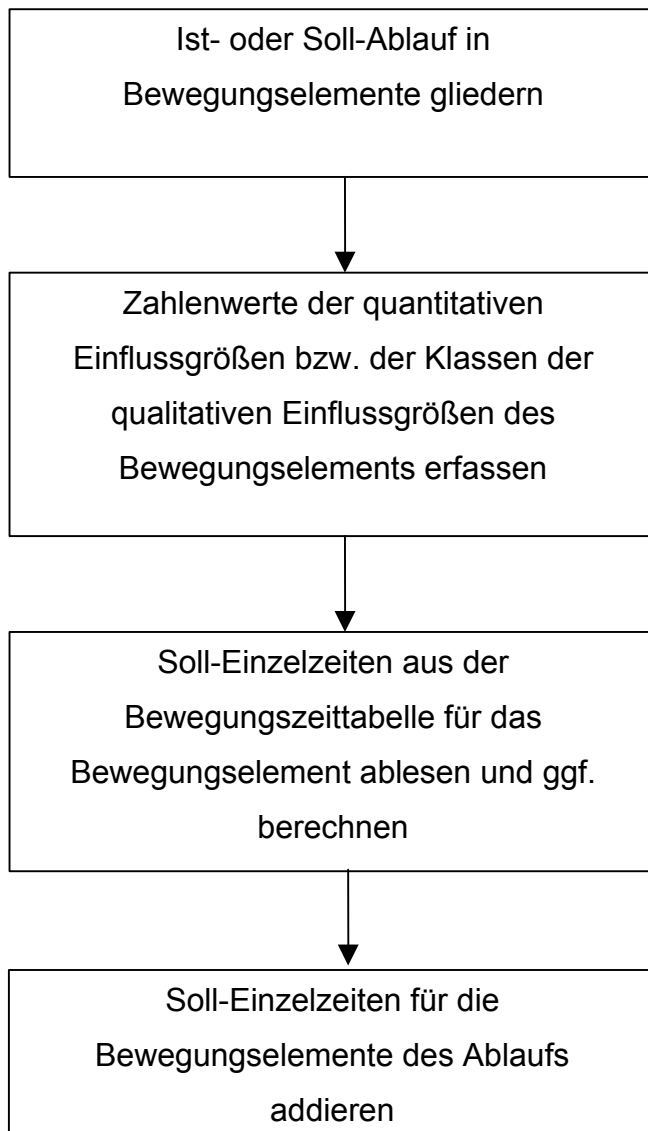 Ist- oder Soll-Ablauf in
Bewegungselemente gliedern
Zahlenwerte der quantitativen
Einflussgrößen bzw. der Klassen der
qualitativen Einflussgrößen des
Bewegungselements erfassen
Soll-Einzelzeiten aus der
Bewegungszeittabelle für das
Bewegungselement ablesen und ggf.
berechnen
Soll-Einzelzeiten für die
Bewegungselemente des Ablaufs
addieren